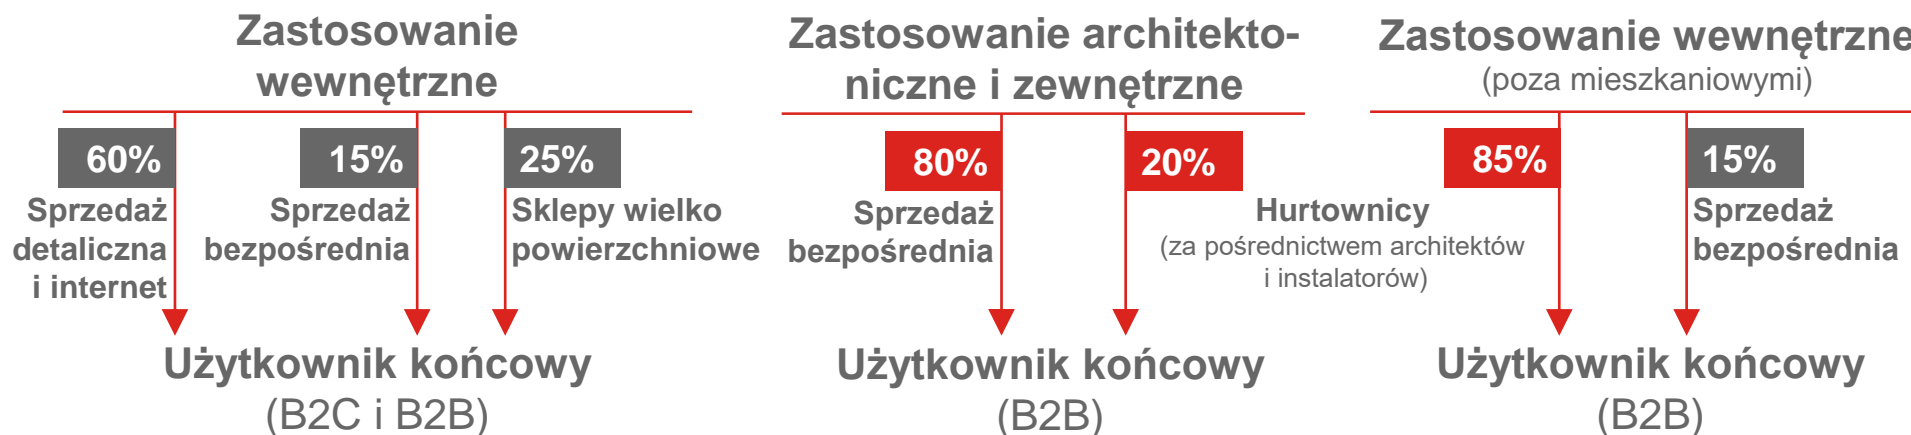 Zastosowanie
wewnętrzne
60%
Sprzedaż
detaliczna
i internet
15%
Sprzedaż
bezpośrednia
25%
Sklepy wielko
powierzchniowe
Użytkownik końcowy
(B2C i B2B)
Zastosowanie architekto-
niczne i zewnętrzne
80%
Sprzedaż
bezpośrednia
20%
Hurtownicy
(za pośrednictwem architektów
i instalatorów)
Użytkownik końcowy
(B2B)
Zastosowanie wewnętrzne
(poza mieszkaniowymi)
85%
15%
Sprzedaż
bezpośrednia
Użytkownik końcowy
(B2B)